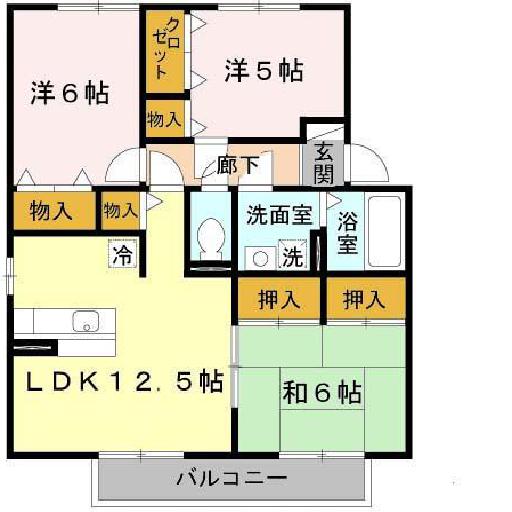 クロ
ゼット
洋６帖
洋５帖
物入
廊下
玄関
物入
物入
洗面室
浴室
冷
洗
押入
押入
ＬＤＫ１２．５帖
和６帖
バルコニー